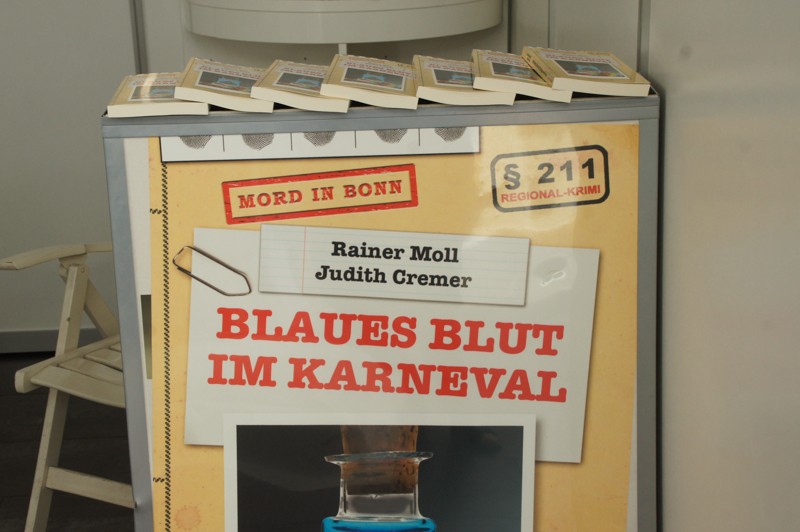 MORD IN BONN
§ 211
REGIONAL-KRIMI
Rainer Moll
Judith Cremer
BLAUES BLUT
IM KARNEVAL